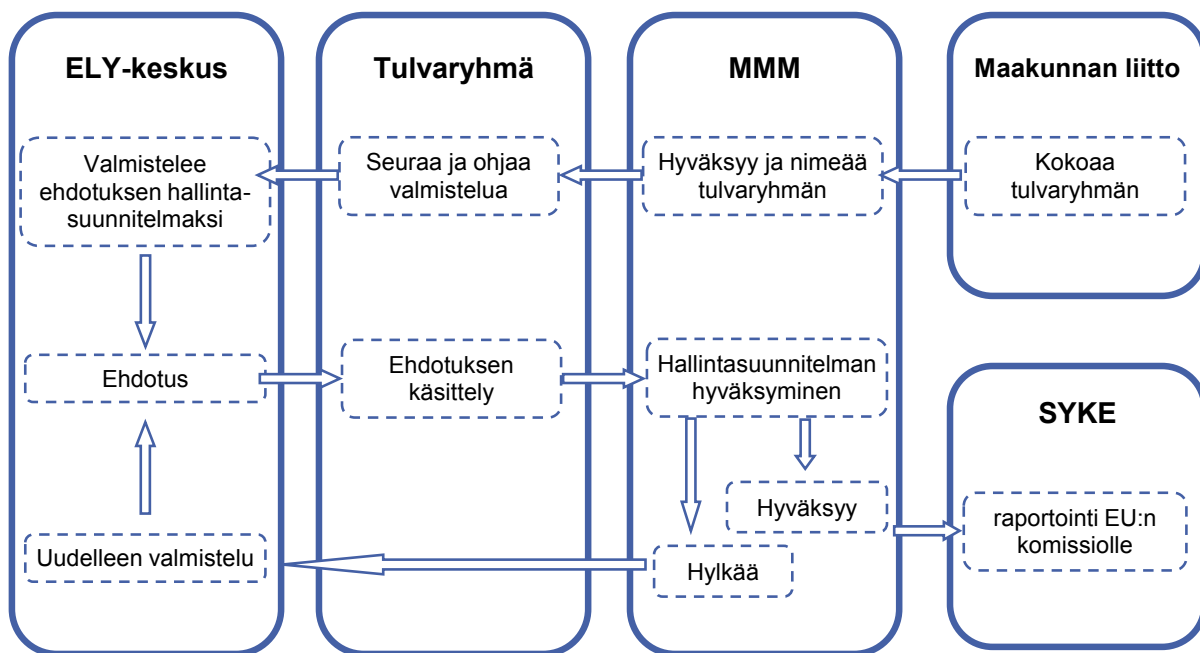 ELY-keskus
Valmistelee
ehdotuksen hallinta-
suunnitelmaksi
Ehdotus
Uudelleen valmistelu
Tulvaryhmä
Seuraa ja ohjaa
valmistelua
Ehdotuksen
käsittely
MMM
Hyväksyy ja nimeää
tulvaryhmän
Hallintasuunnitelman
hyväksyminen
Hyväksyy
Hylkää
Maakunnan liitto
Kokoaa
tulvaryhmän
SYKE
raportointi EU:n
komissiolle